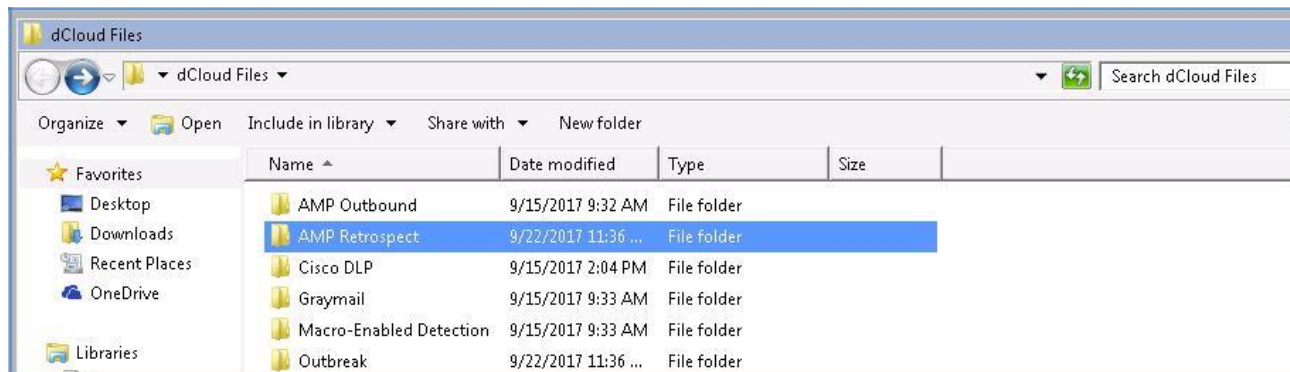 dCloud Files
dCloud Files
Search dCloud Files
Organize Open Include in library Share with New folder
Favorites
Desktop
Downloads
Recent Places
OneDrive
Libraries
Name Date modified Type Size
AMP Outbound 9/15/2017 9:32 AM File folder
AMP Retrospect 9/22/2017 11:36 ... File folder
Cisco DLP 9/15/2017 2:04 PM File folder
Graymail 9/15/2017 9:33 AM File folder
Macro-Enabled Detection 9/15/2017 9:33 AM File folder
Outbreak 9/22/2017 11:36 ... File folder